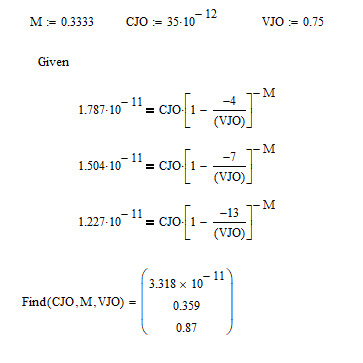 M := 0.3333 CJO := 35·10^-12 VJO := 0.75
Given
1.787·10^-11 = CJO·[1 - -4/(VJO)]^-M
1.504·10^-11 = CJO·[1 - -7/(VJO)]^-M
1.227·10^-11 = CJO·[1 - -13/(VJO)]^-M
Find(CJO, M, VJO) = (3.318 × 10^-11
0.359
0.87)